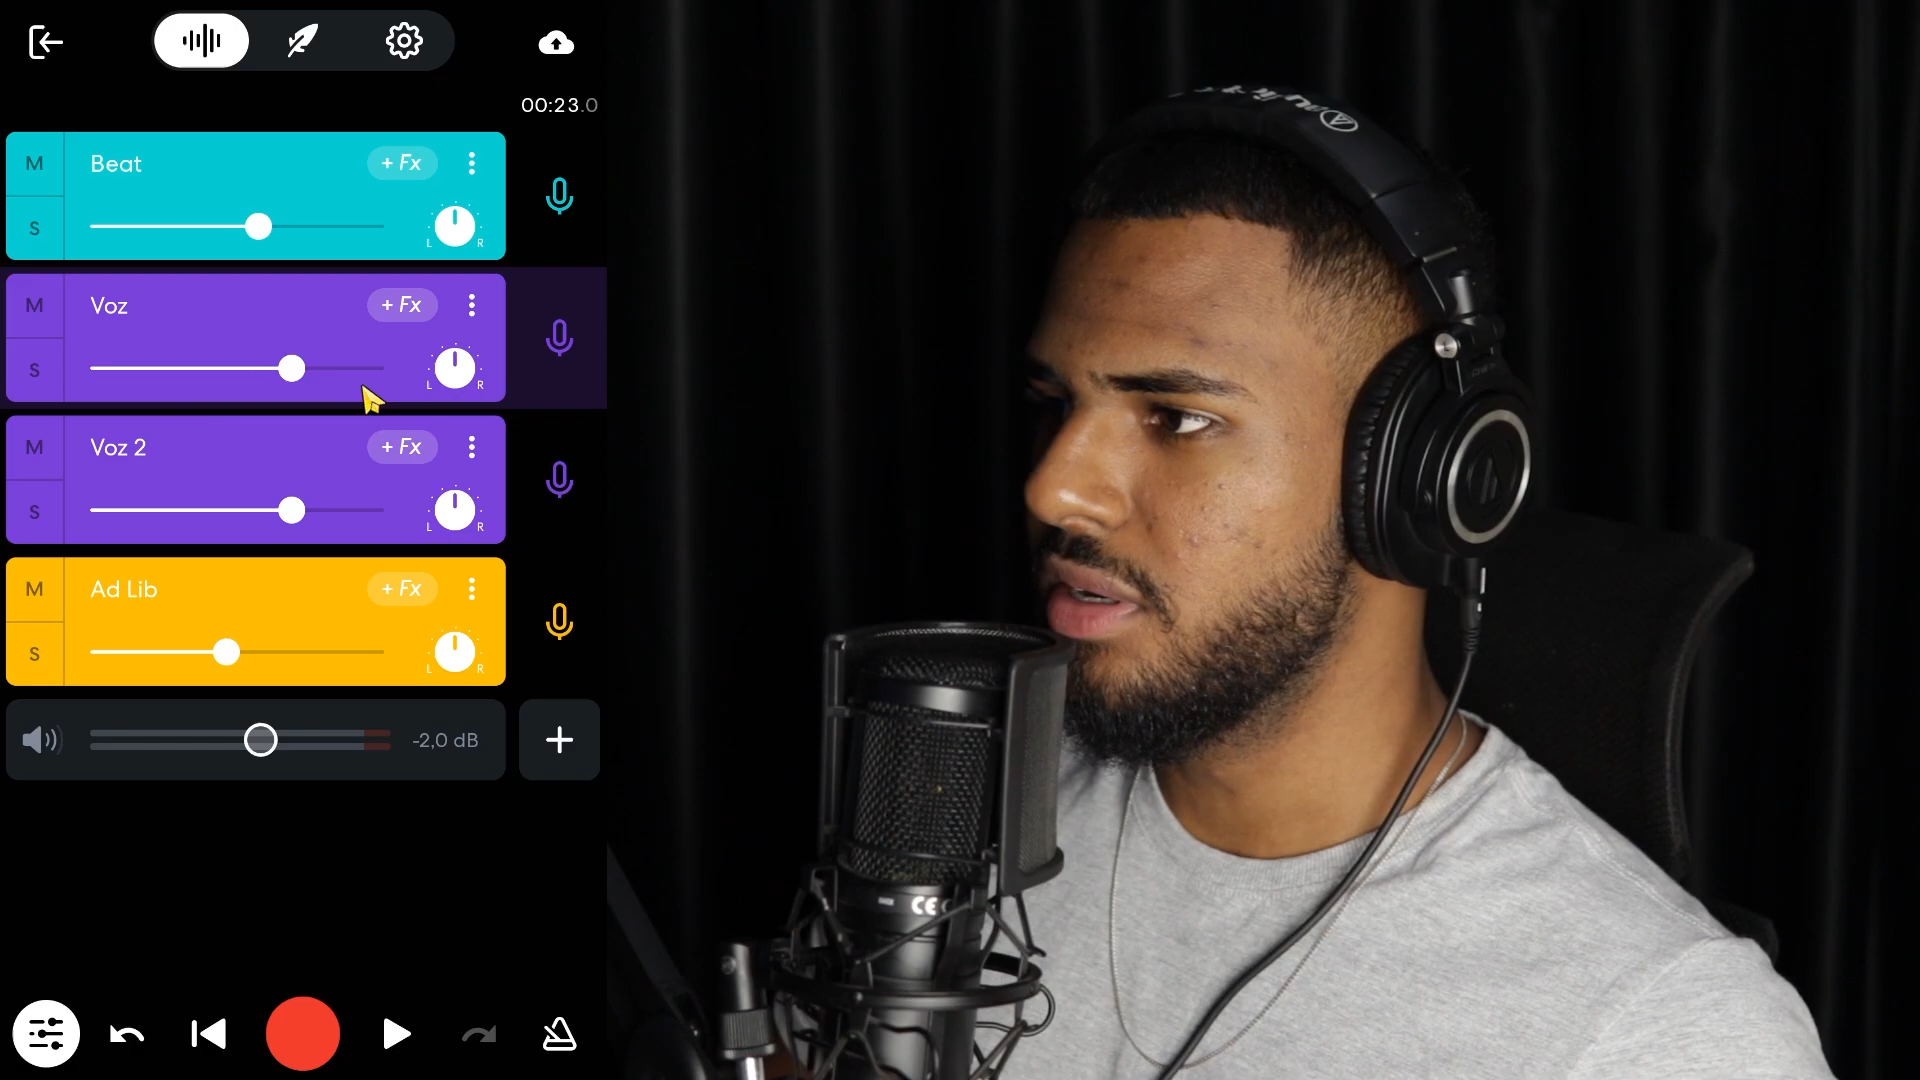 00:23.0
M
Beat
+ Fx
S
L R
M
Voz
+ Fx
S
L R
M
Voz 2
+ Fx
S
L R
M
Ad Lib
+ Fx
S
L R
-2,0 dB
CE